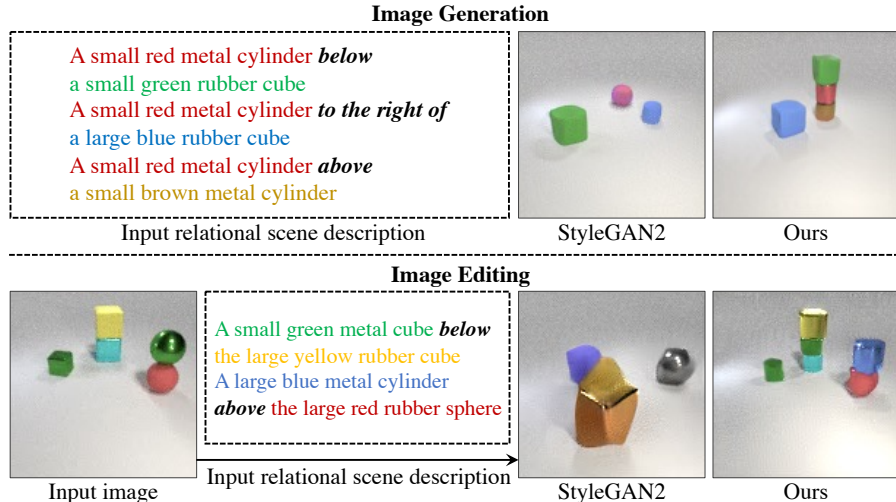 Image Generation
A small red metal cylinder below
a small green rubber cube
A small red metal cylinder to the right of
a large blue rubber cube
A small red metal cylinder above
a small brown metal cylinder
Input relational scene description
StyleGAN2
Ours
Image Editing
A small green metal cube below
the large yellow rubber cube
A large blue metal cylinder
above the large red rubber sphere
Input relational scene description
Input image
StyleGAN2
Ours